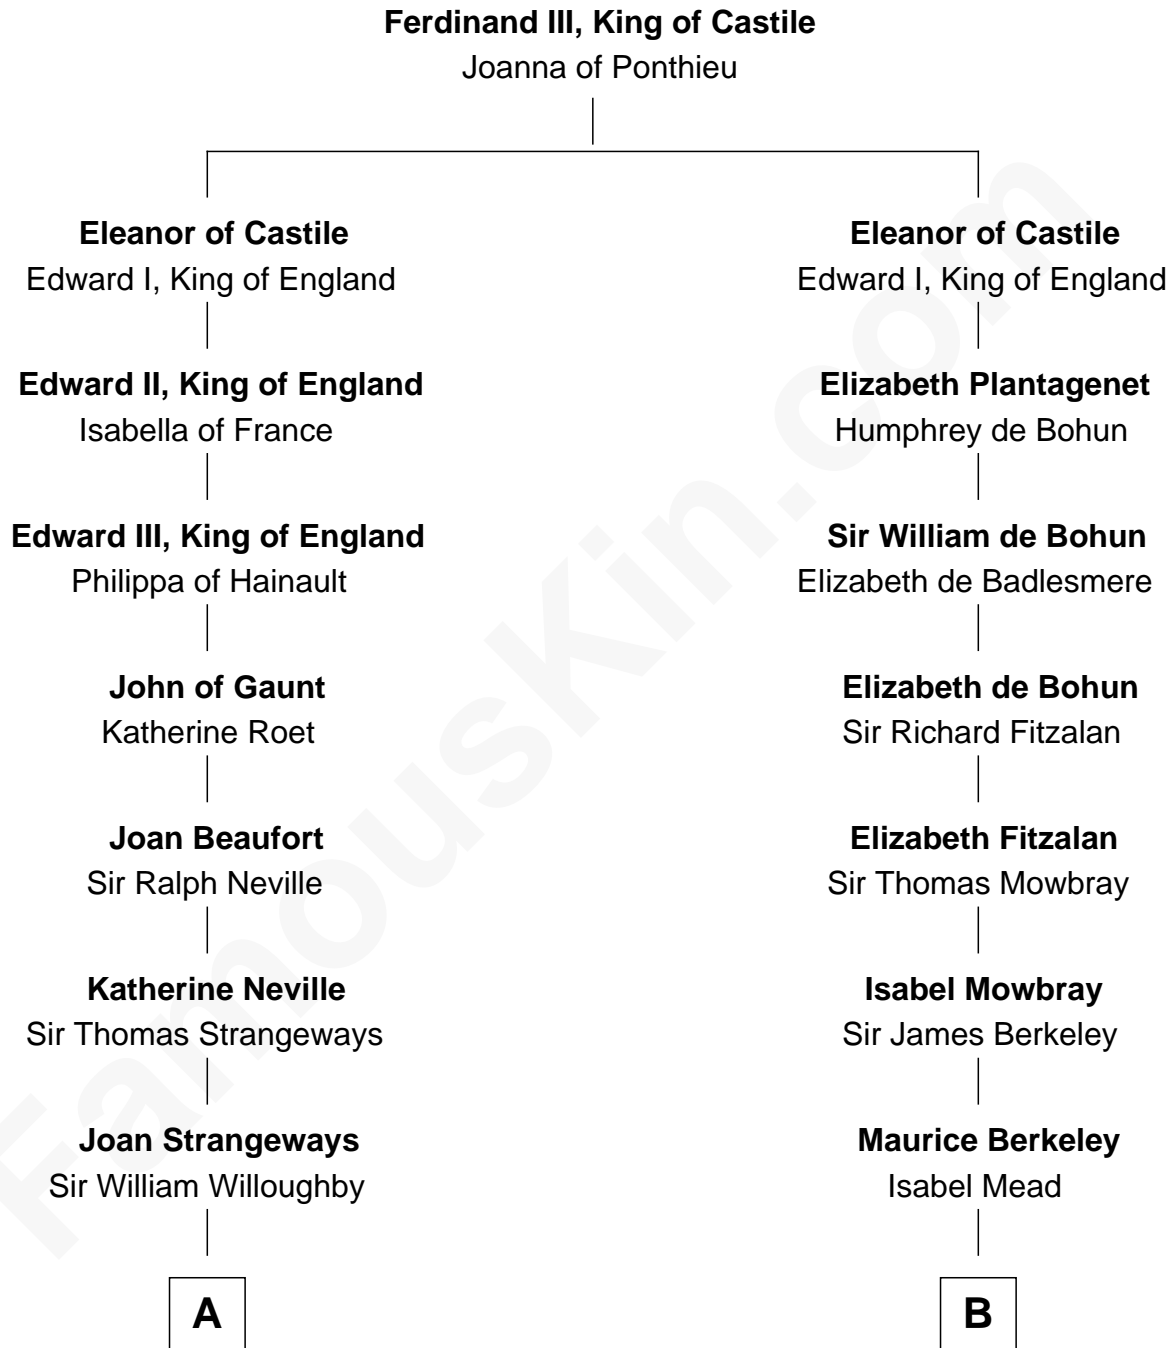 Ferdinand III, King of Castile
Joanna of Ponthieu
Eleanor of Castile
Edward I, King of England
Edward II, King of England
Isabella of France
Edward III, King of England
Philippa of Hainault
John of Gaunt
Katherine Roet
Joan Beaufort
Sir Ralph Neville
Katherine Neville
Sir Thomas Strangeways
Joan Strangeways
Sir William Willoughby
A
Eleanor of Castile
Edward I, King of England
Elizabeth Plantagenet
Humphrey de Bohun
Sir William de Bohun
Elizabeth de Badlesmere
Elizabeth de Bohun
Sir Richard Fitzalan
Elizabeth Fitzalan
Sir Thomas Mowbray
Isabel Mowbray
Sir James Berkeley
Maurice Berkeley
Isabel Mead
B
FamousKin.com